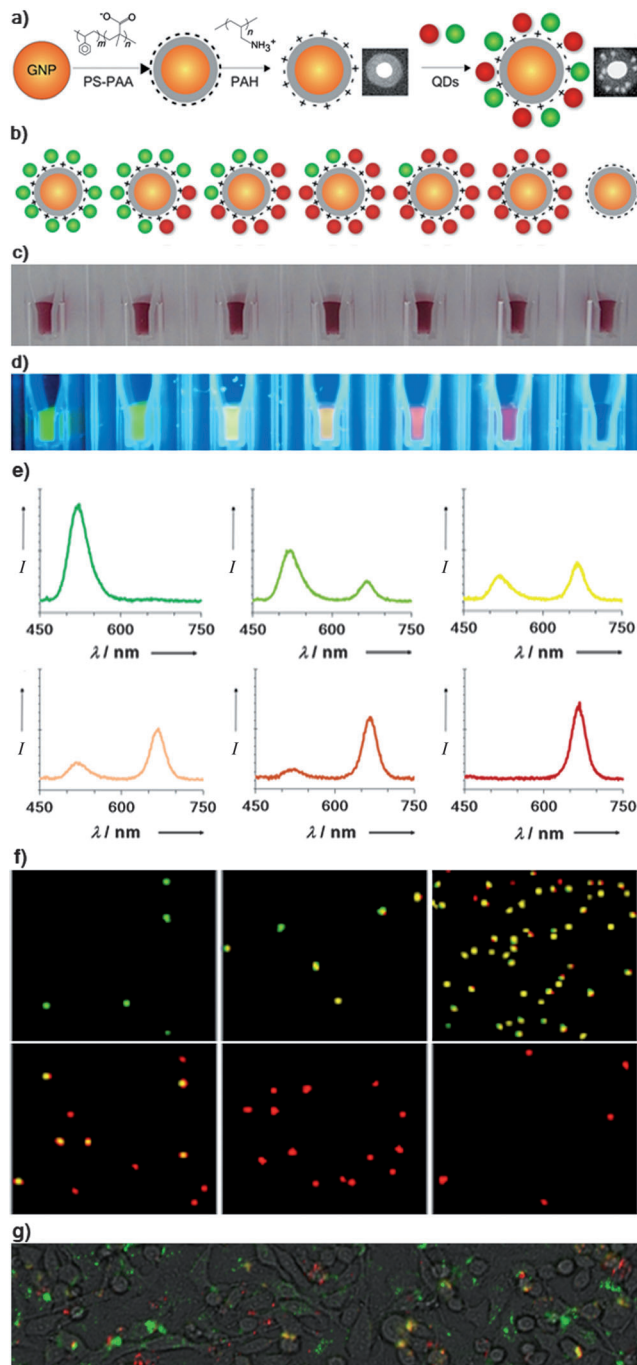 a)
GNP
PS-PAA
PAH
QDs
O
O
-
m
n
n
NH3+
b)
c)
d)
e)
I
I
I
450 600 750
450 600 750
450 600 750
λ / nm
λ / nm
λ / nm
I
I
I
450 600 750
450 600 750
450 600 750
λ / nm
λ / nm
λ / nm
f)
g)